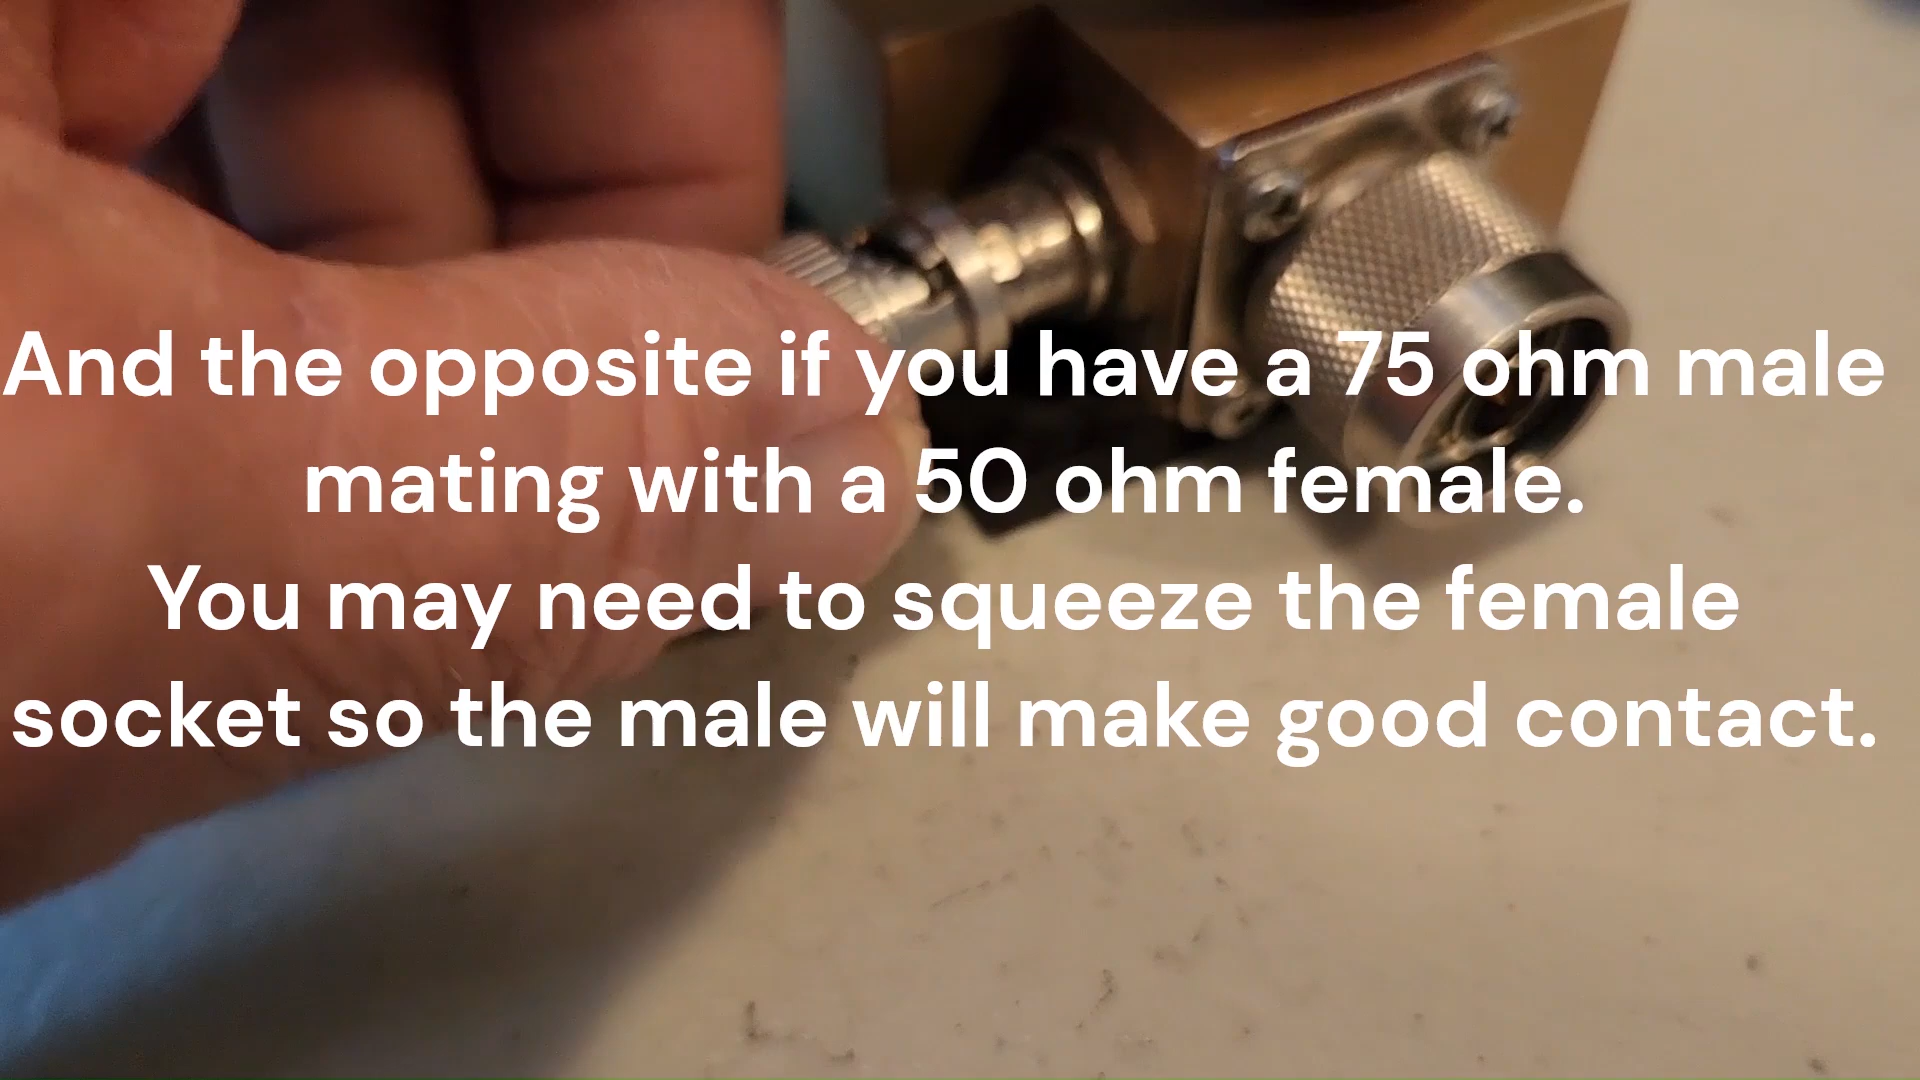 And the opposite if you have a 75 ohm male
mating with a 50 ohm female.
You may need to squeeze the female
socket so the male will make good contact.